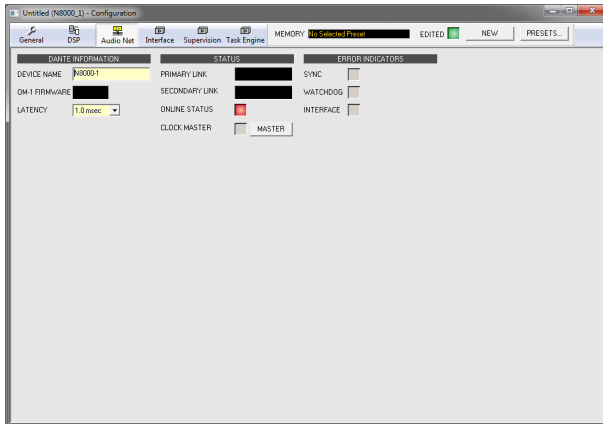 Untitled (N8000_1) - Configuration
General DSP Audio Net Interface Supervision Task Engine MEMORY No Selected Preset EDITED NEW PRESETS...
DANTE INFORMATION STATUS ERROR INDICATORS
DEVICE NAME N8000-1 PRIMARY LINK SYNC
OM-1 FIRMWARE SECONDARY LINK WATCHDOG
LATENCY 1.0 msec ONLINE STATUS INTERFACE
CLOCK MASTER MASTER